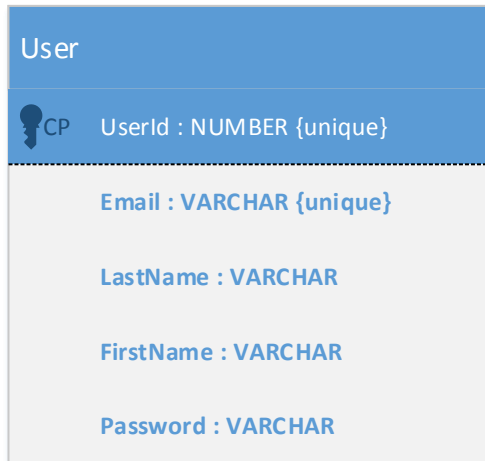 User
CP UserId : NUMBER {unique}
Email : VARCHAR {unique}
LastName : VARCHAR
FirstName : VARCHAR
Password : VARCHAR